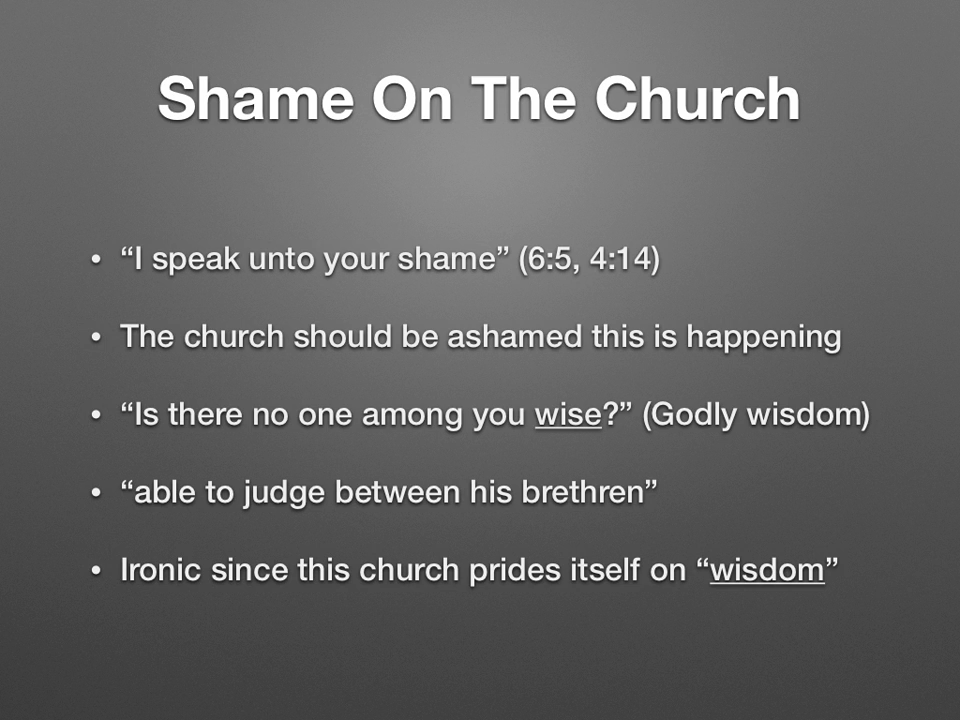 Shame On The Church
• “I speak unto your shame” (6:5, 4:14)
• The church should be ashamed this is happening
• “Is there no one among you wise?” (Godly wisdom)
• “able to judge between his brethren”
• Ironic since this church prides itself on “wisdom”